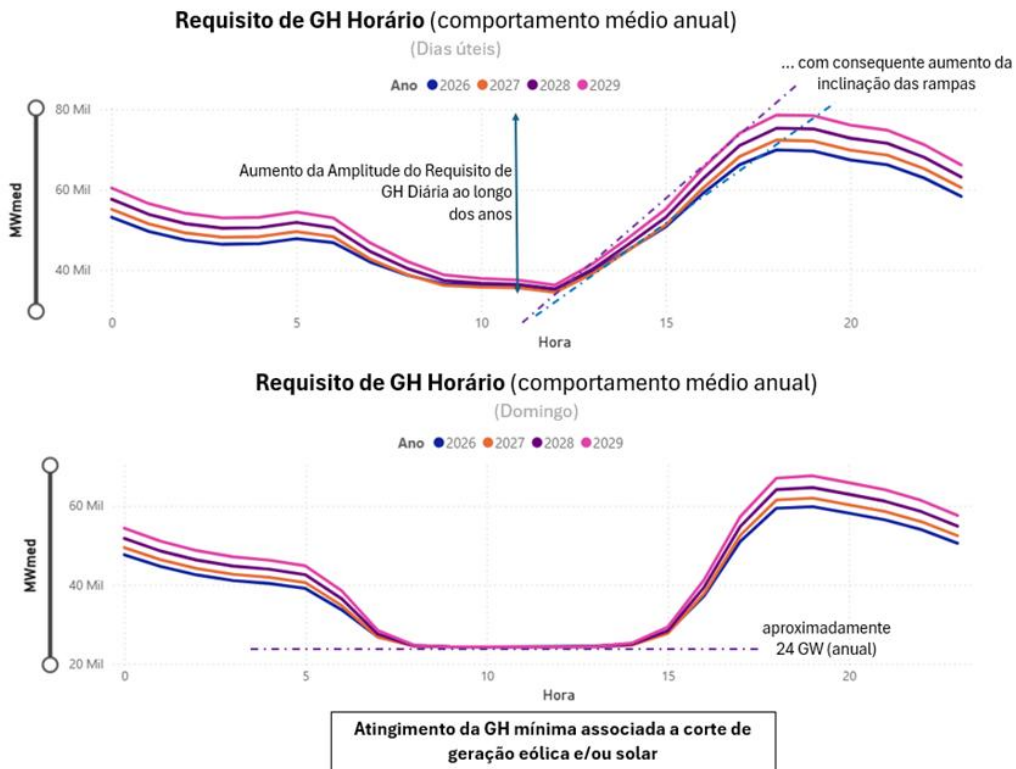 Requisito de GH Horário (comportamento médio anual)
(Dias úteis)
Ano 2026 2027 2028 2029
... com consequente aumento da
inclinação das rampas
80 Mil
60 Mil
40 Mil
MWmed
Aumento da Amplitude do Requisito de
GH Diária ao longo
dos anos
0 5 10 15 20
Hora
Requisito de GH Horário (comportamento médio anual)
(Domingo)
Ano 2026 2027 2028 2029
60 Mil
40 Mil
20 Mil
MWmed
aproximadamente
24 GW (anual)
0 5 10 15 20
Hora
Atingimento da GH mínima associada a corte de
geração eólica e/ou solar